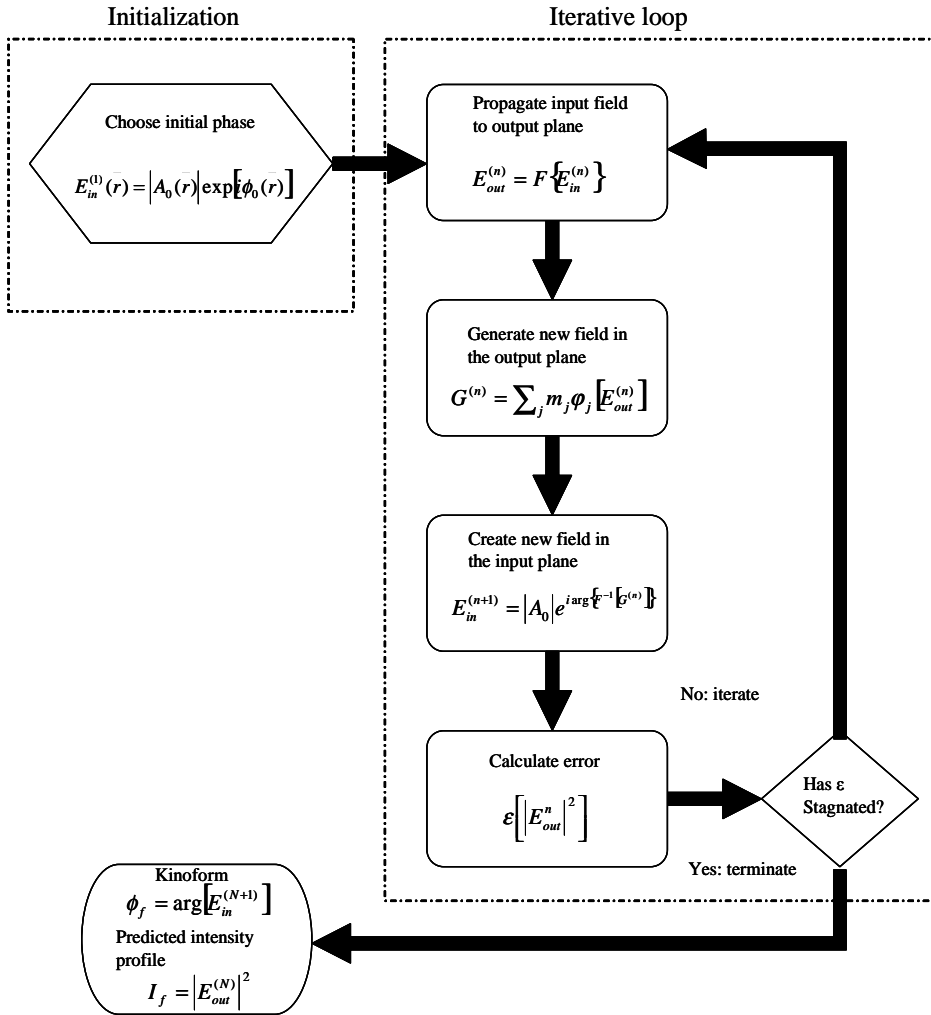 Initialization
Iterative loop
Choose initial phase
E_in^(1)(r) = |A_0(r)| exp[iϕ_0(r)]
Propagate input field
to output plane
E_out^(n) = F{E_in^(n)}
Generate new field in
the output plane
G^(n) = ∑_j m_j φ_j [E_out^(n)]
Create new field in
the input plane
E_in^(n+1) = |A_0| e^{i arg{F^-1[G^(n)]}}
No: iterate
Calculate error
ε[|E_out^n|^2]
Has ε
Stagnated?
Yes: terminate
Kinoform
ϕ_f = arg[E_in^(N+1)]
Predicted intensity
profile
I_f = |E_out^(N)|^2